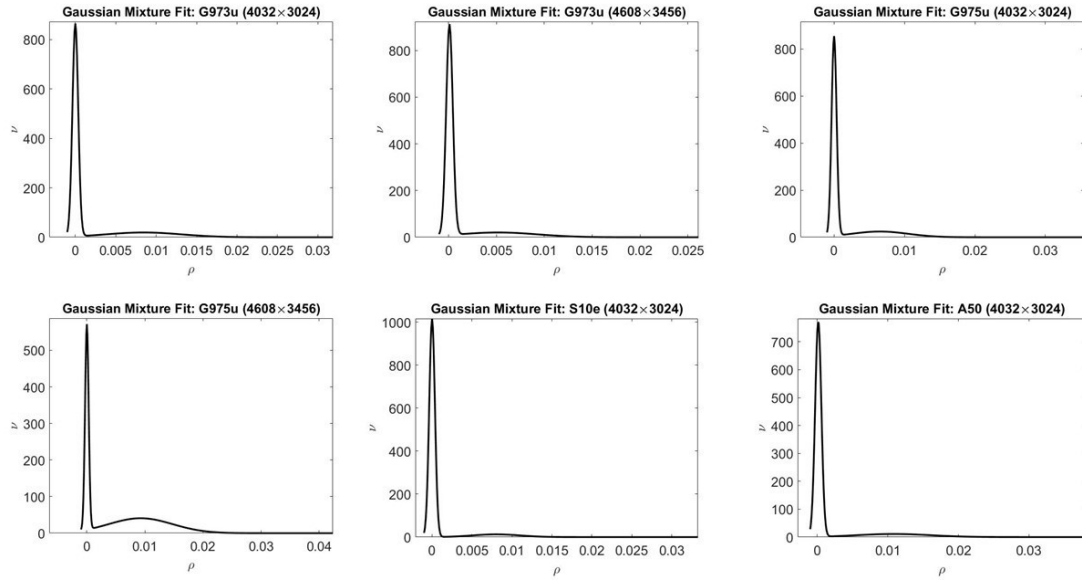 Gaussian Mixture Fit: G973u (4032×3024)
800
600
400
200
0
ν
0 0.005 0.01 0.015 0.02 0.025 0.03
ρ
Gaussian Mixture Fit: G973u (4608×3456)
800
600
400
200
0
ν
0 0.005 0.01 0.015 0.02 0.025
ρ
Gaussian Mixture Fit: G975u (4032×3024)
800
600
400
200
0
ν
0 0.01 0.02 0.03
ρ
Gaussian Mixture Fit: G975u (4608×3456)
500
400
300
200
100
0
ν
0 0.01 0.02 0.03 0.04
ρ
Gaussian Mixture Fit: S10e (4032×3024)
1000
800
600
400
200
0
ν
0 0.005 0.01 0.015 0.02 0.025 0.03
ρ
Gaussian Mixture Fit: A50 (4032×3024)
700
600
500
400
300
200
100
0
ν
0 0.01 0.02 0.03
ρ